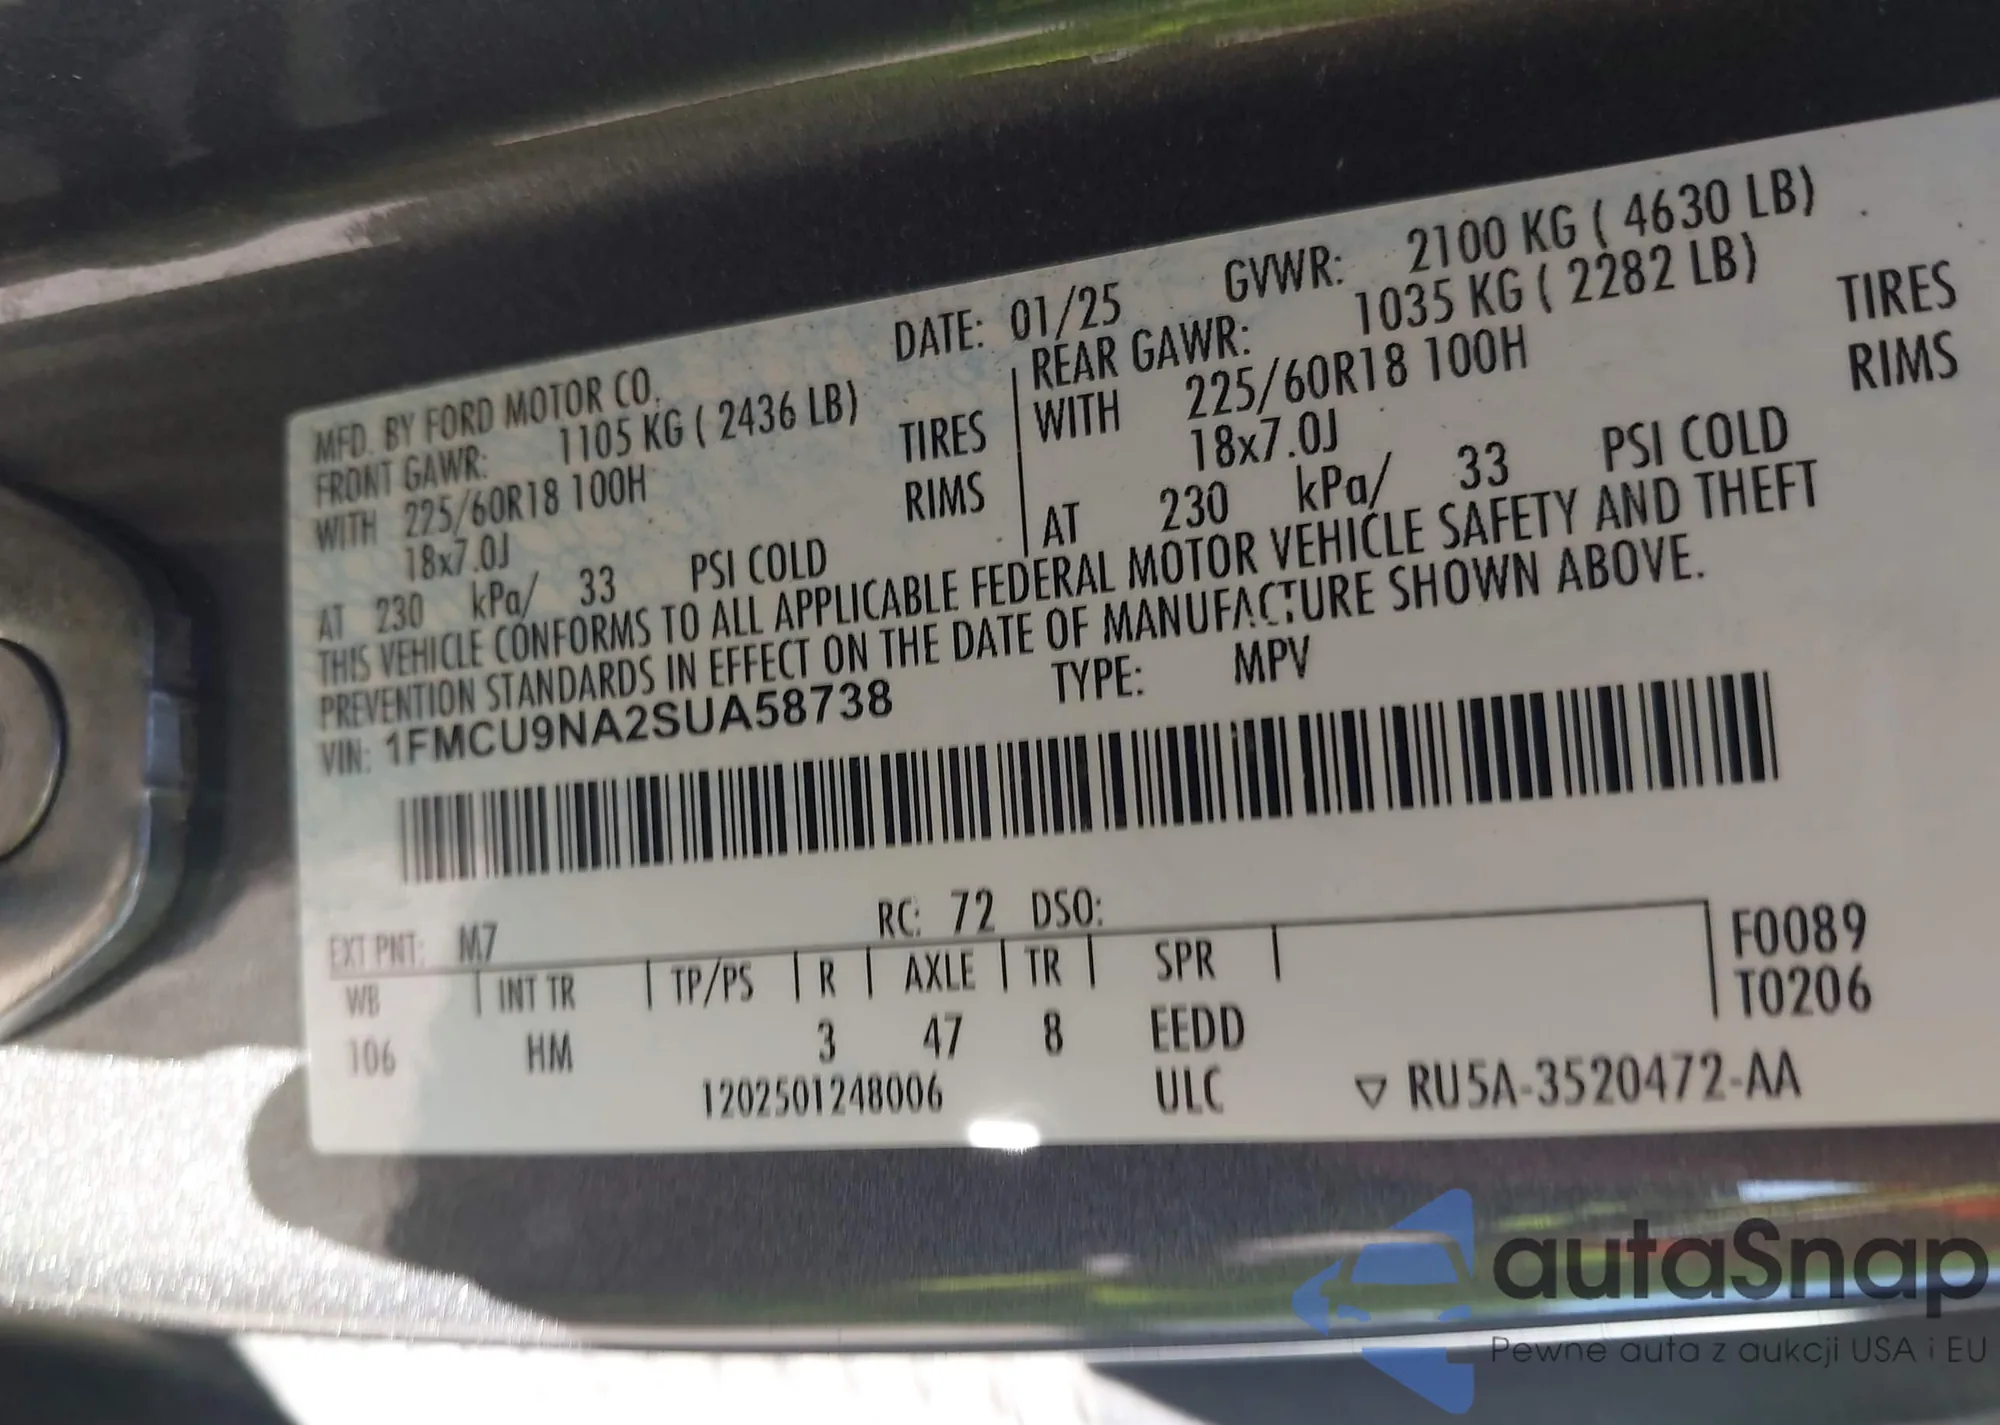 MFD. BY FORD MOTOR CO. DATE: 01/25 GVWR: 2100 KG ( 4630 LB)
FRONT GAWR: 1105 KG ( 2436 LB) REAR GAWR: 1035 KG ( 2282 LB)
WITH 225/60R18 100H TIRES WITH 225/60R18 100H TIRES
18x7.0J RIMS 18x7.0J RIMS
AT 230 kPa/ 33 PSI COLD AT 230 kPa/ 33 PSI COLD
THIS VEHICLE CONFORMS TO ALL APPLICABLE FEDERAL MOTOR VEHICLE SAFETY AND THEFT
PREVENTION STANDARDS IN EFFECT ON THE DATE OF MANUFACTURE SHOWN ABOVE.
VIN: 1FMCU9NA2SUA58738 TYPE: MPV
EXT PNT: M7 RC: 72 DSO:
WB | INT TR | TP/PS | R | AXLE | TR | SPR | F0089
106 HM 3 47 8 EEDD T0206
1202501248006 ULC ▽ RU5A-3520472-AA
autaSnap
Pewne auta z aukcji USA i EU